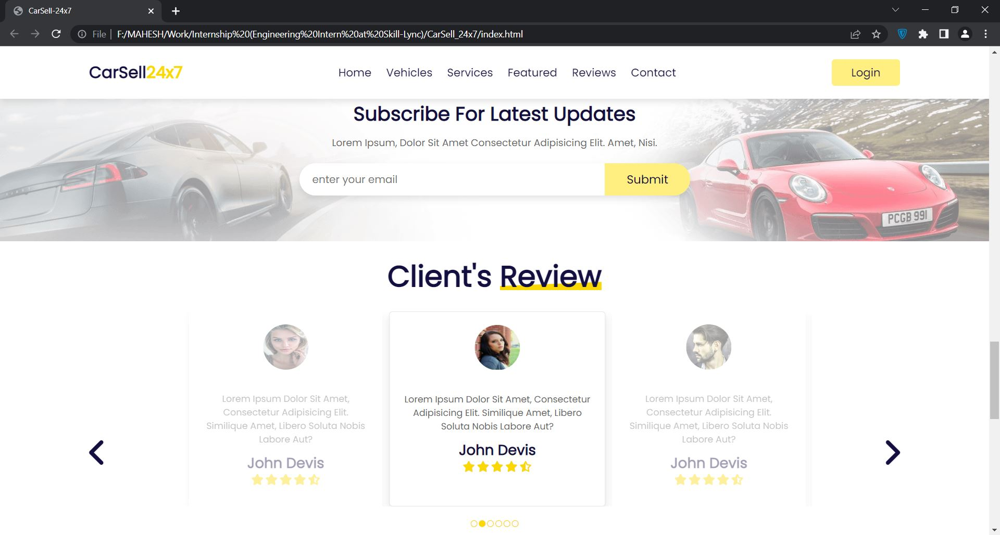 CarSell-24x7
File F:/MAHESH/Work/Internship%20(Engineering%20Intern%20at%20Skill-Lync)/CarSell_24x7/index.html
CarSell24x7 Home Vehicles Services Featured Reviews Contact Login
Subscribe For Latest Updates
Lorem Ipsum, Dolor Sit Amet Consectetur Adipisicing Elit. Amet, Nisi.
enter your email Submit
PCGB 991
Client's Review
Lorem Ipsum Dolor Sit Amet,
Consectetur Adipisicing Elit.
Similique Amet, Libero Soluta Nobis
Labore Aut?
John Devis
Lorem Ipsum Dolor Sit Amet, Consectetur
Adipisicing Elit. Similique Amet, Libero
Soluta Nobis Labore Aut?
John Devis
Lorem Ipsum Dolor Sit Amet,
Consectetur Adipisicing Elit.
Similique Amet, Libero Soluta Nobis
Labore Aut?
John Devis